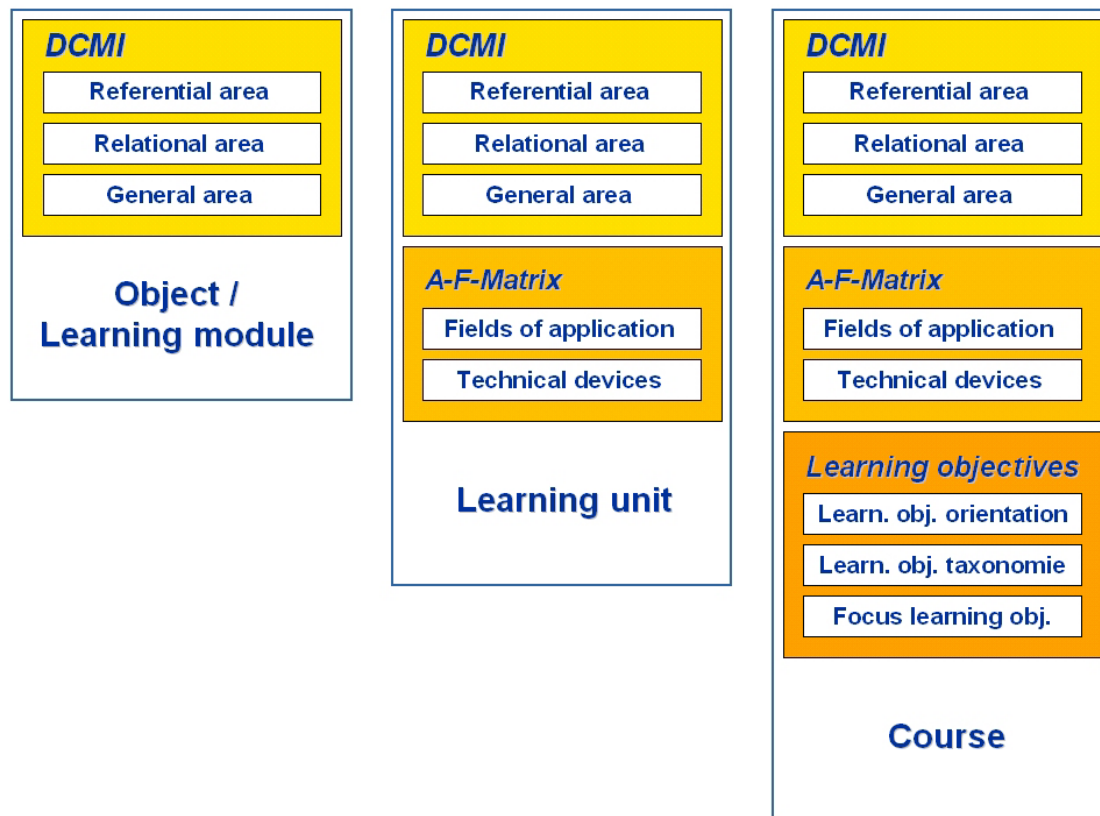 DCMI
Referential area
Relational area
General area
Object /
Learning module
DCMI
Referential area
Relational area
General area
A-F-Matrix
Fields of application
Technical devices
Learning unit
DCMI
Referential area
Relational area
General area
A-F-Matrix
Fields of application
Technical devices
Learning objectives
Learn. obj. orientation
Learn. obj. taxonomie
Focus learning obj.
Course